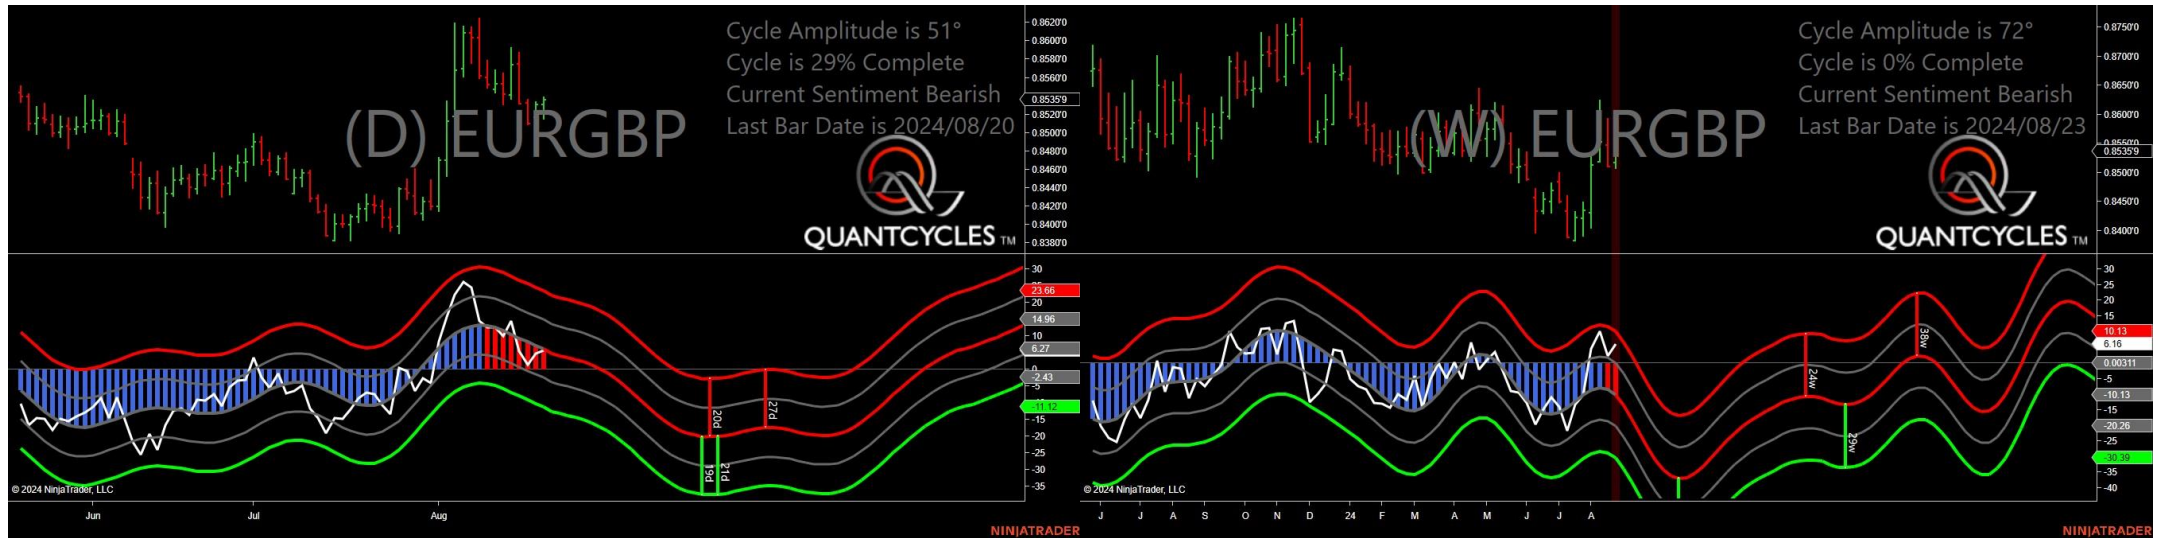 Cycle Amplitude is 51°
Cycle is 29% Complete
Current Sentiment Bearish
Last Bar Date is 2024/08/20
(D) EURGBP
QUANTCYCLES TM
0.8620'0
0.8600'0
0.8580'0
0.8560'0
0.8535'9
0.8520'0
0.8500'0
0.8480'0
0.8460'0
0.8440'0
0.8420'0
0.8400'0
0.8380'0
30
23.66
20
14.96
10
6.27
0
-2.43
-5
-11.12
-15
-20
-25
-30
-35
20d
27d
19d
21d
© 2024 NinjaTrader, LLC
Jun Jul Aug
NINJATRADER
Cycle Amplitude is 72°
Cycle is 0% Complete
Current Sentiment Bearish
Last Bar Date is 2024/08/23
(W) EURGBP
QUANTCYCLES TM
0.8750'0
0.8700'0
0.8650'0
0.8600'0
0.8535'9
0.8500'0
0.8450'0
0.8400'0
30
25
20
15
10.13
6.16
0.00311
-5
-10.13
-15
-20.26
-25
-30.39
-35
-40
24w
38w
29w
© 2024 NinjaTrader, LLC
J J A S O N D 24 F M A M J J A
NINJATRADER